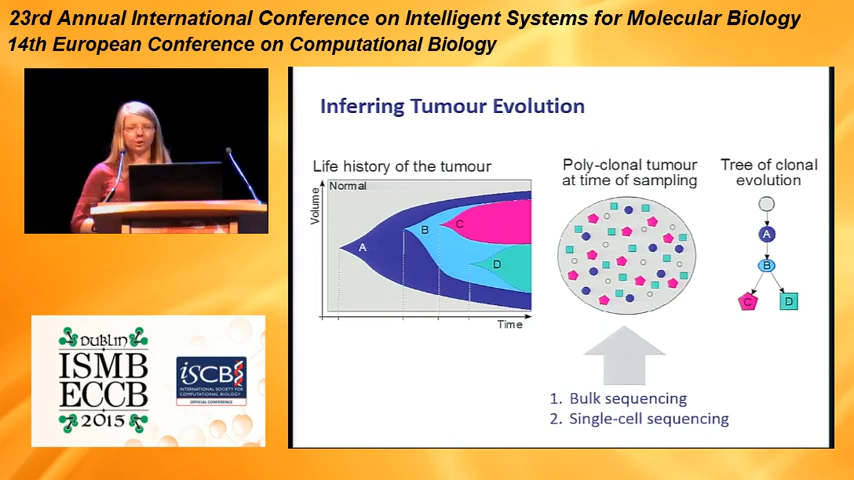 23rd Annual International Conference on Intelligent Systems for Molecular Biology
14th European Conference on Computational Biology
Inferring Tumour Evolution
Life history of the tumour
Normal
Volume
A
B
C
D
Time
Poly-clonal tumour
at time of sampling
Tree of clonal
evolution
A
B
C
D
1. Bulk sequencing
2. Single-cell sequencing
DUBLIN
ISMB
ECCB
2015
ISCB
INTERNATIONAL SOCIETY FOR
COMPUTATIONAL BIOLOGY
OFFICIAL CONFERENCE